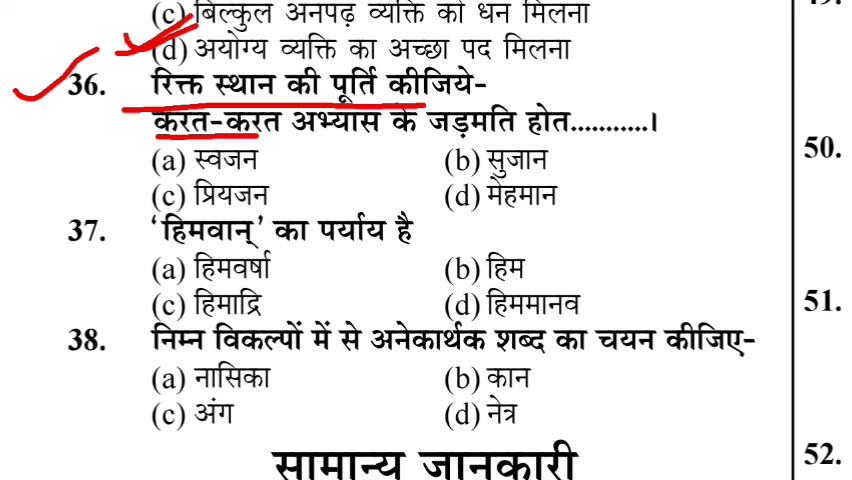 (c) बिल्कुल अनपढ़ व्यक्ति को धन मिलना
(d) अयोग्य व्यक्ति का अच्छा पद मिलना
36. रिक्त स्थान की पूर्ति कीजिये-
करत-करत अभ्यास के जड़मति होत...........।
(a) स्वजन (b) सुजान
(c) प्रियजन (d) मेहमान
37. 'हिमवान्' का पर्याय है
(a) हिमवर्षा (b) हिम
(c) हिमाद्रि (d) हिममानव
38. निम्न विकल्पों में से अनेकार्थक शब्द का चयन कीजिए-
(a) नासिका (b) कान
(c) अंग (d) नेत्र
सामान्य जानकारी
50.
51.
52.